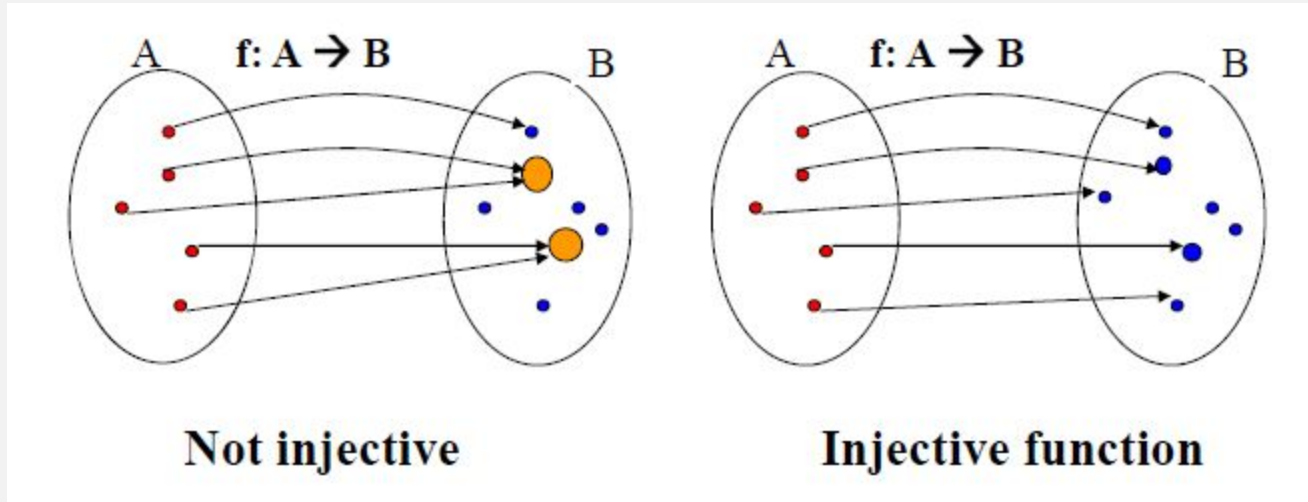 A f: A → B B
A f: A → B B
Not injective
Injective function